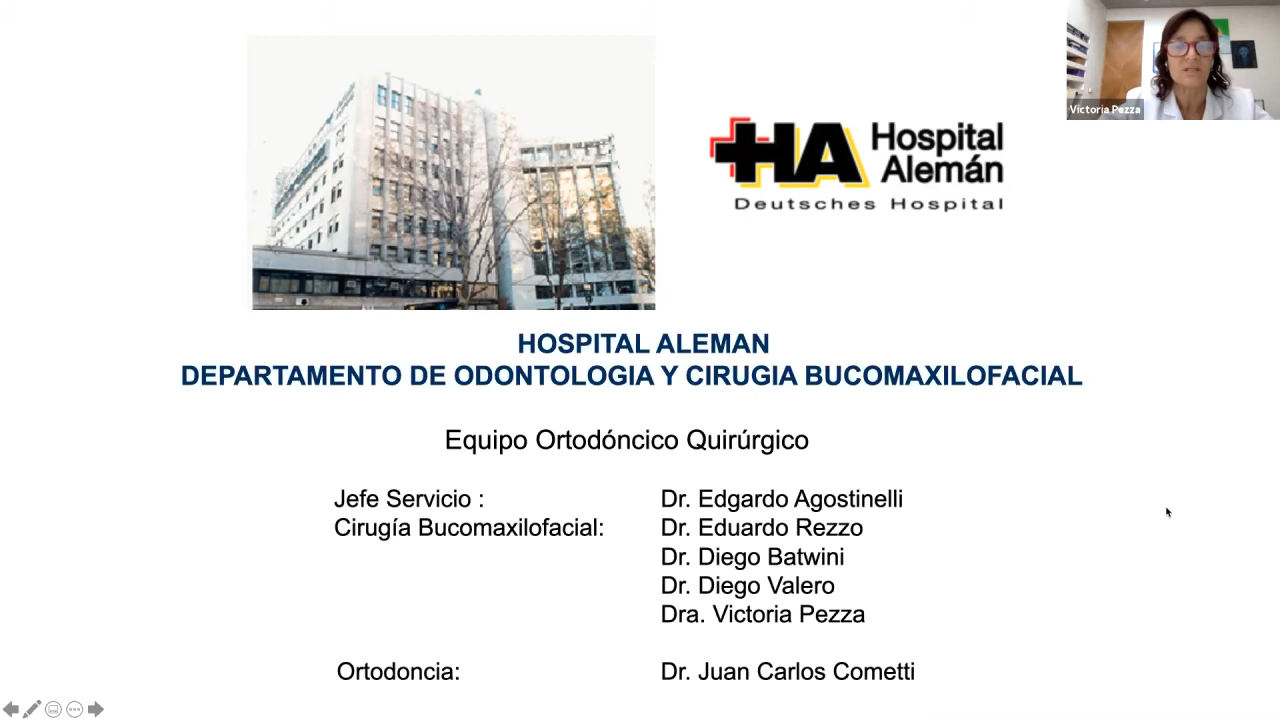 Victoria Pezza
HA Hospital
Alemán
Deutsches Hospital
HOSPITAL ALEMAN
DEPARTAMENTO DE ODONTOLOGIA Y CIRUGIA BUCOMAXILOFACIAL
Equipo Ortodóncico Quirúrgico
Jefe Servicio : Dr. Edgardo Agostinelli
Cirugía Bucomaxilofacial: Dr. Eduardo Rezzo
Dr. Diego Batwini
Dr. Diego Valero
Dra. Victoria Pezza
Ortodoncia: Dr. Juan Carlos Cometti